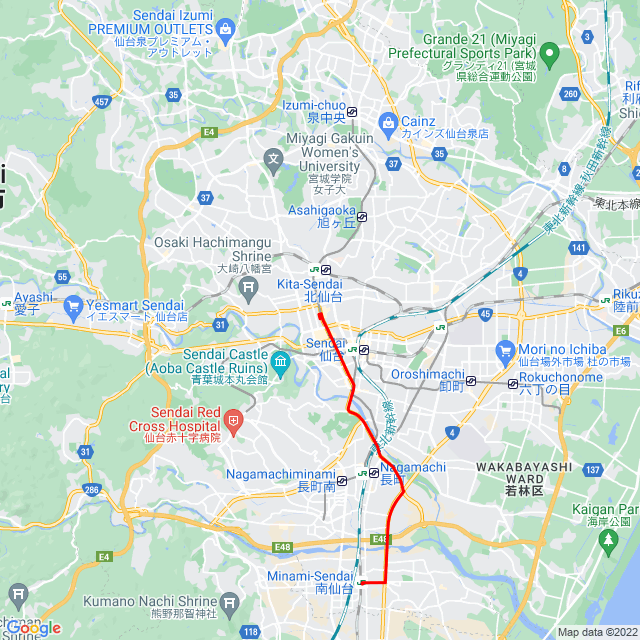 Sendai Izumi
PREMIUM OUTLETS
仙台泉プレミアム・
アウトレット
Grande 21 (Miyagi
Prefectural Sports Park)
グランディ21 (宮城
県総合運動公園)
35
35
35
457
E4
Izumi-chuo
泉中央
Cainz
カインズ仙台泉店
260
Rif
利府
Shi
8
Miyagi Gakuin
Women's
University
宮城学院
女子大
37
37
37
東北新幹線;秋田新幹線
東北本線
Asahigaoka
旭ヶ丘
Osaki Hachimangu
Shrine
大崎八幡宮
141
Kita-Sendai
北仙台
55
Ayashi
愛子
Yesmart Sendai
イエスマート 仙台店
31
31
45
Rikuz
陸前
Sendai
仙台
Sendai Castle
(Aoba Castle Ruins)
青葉城本丸会館
Mori no Ichiba
仙台場外市場 杜の市場
Oroshimachi
卸町
Rokuchonome
六丁の目
Sendai Red
Cross Hospital
仙台赤十字病院
東北新幹線
Nagamachiminami
長町南
Nagamachi
長町
WAKABAYASHI
WARD
若林区
137
286
31
Kaigan Par
海岸公園
E48
E48
E4
Minami-Sendai
南仙台
Kumano Nachi Shrine
熊野那智神社
118
Google
Map data ©2022